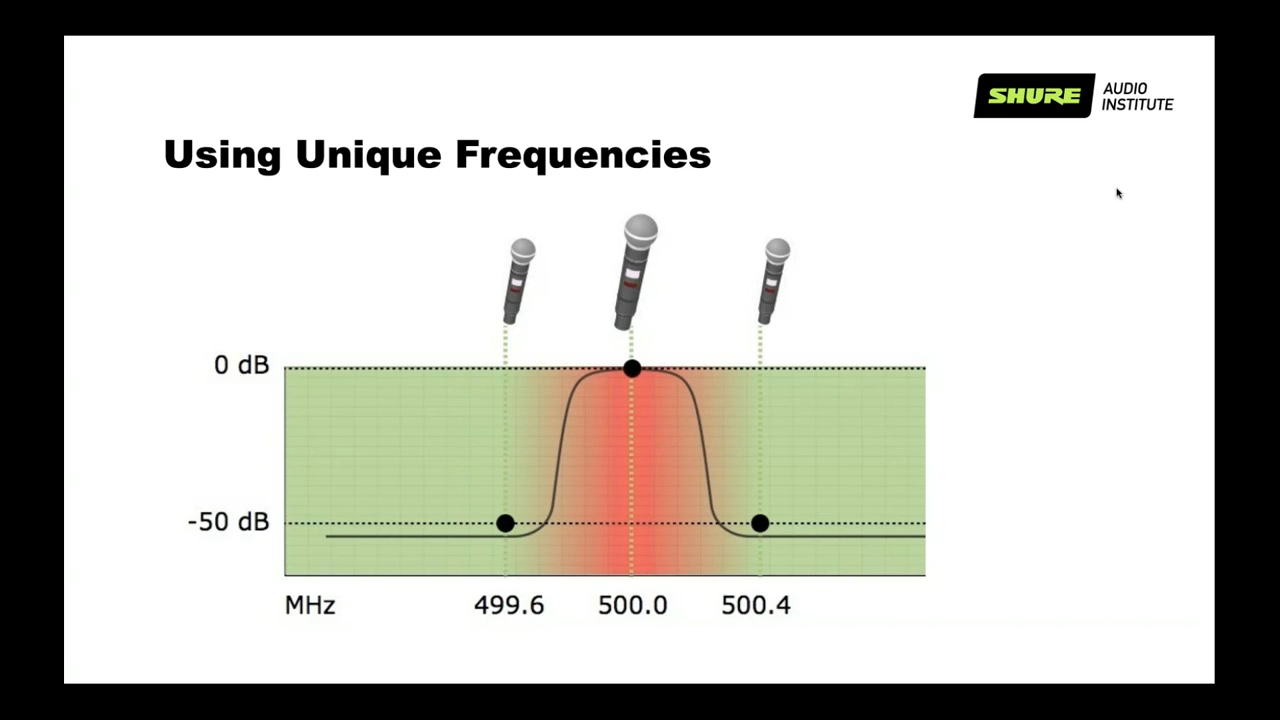 SHURE
AUDIO
INSTITUTE
Using Unique Frequencies
0 dB
-50 dB
MHz 499.6 500.0 500.4